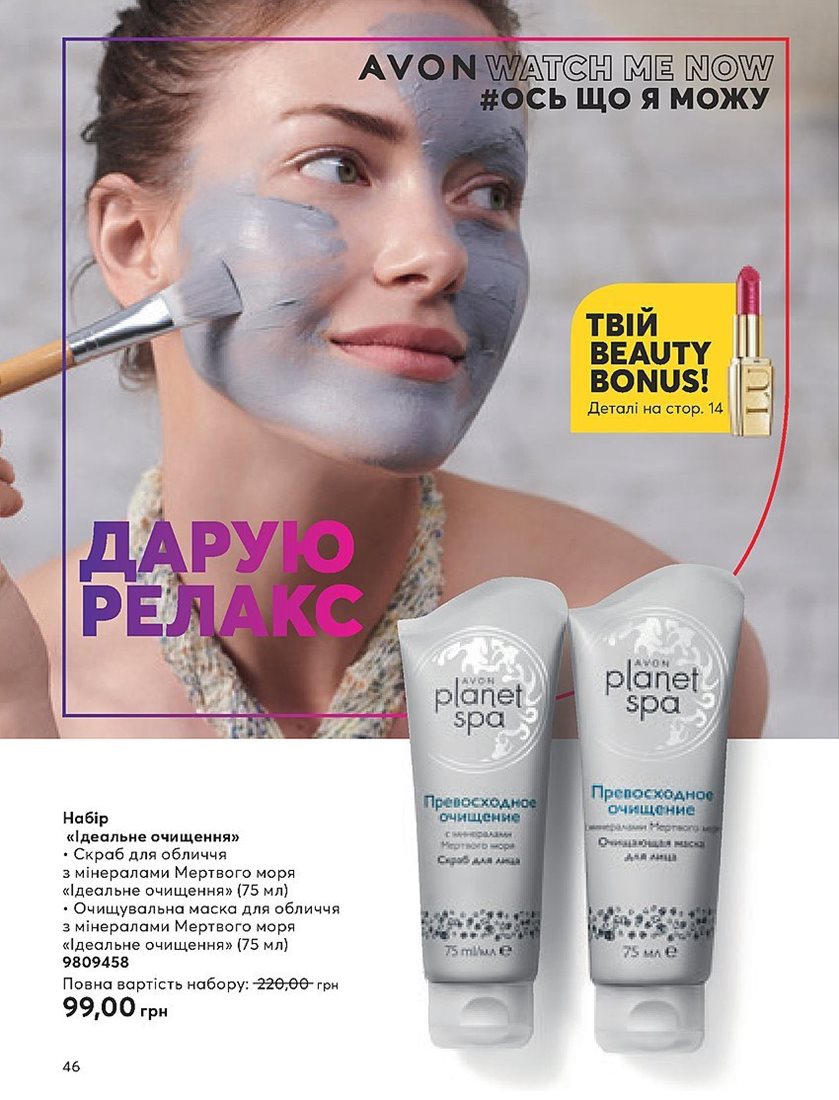 AVON WATCH ME NOW
#ОСЬ ЩО Я МОЖУ
ТВІЙ
BEAUTY
BONUS!
Деталі на стор. 14
LU
ДАРУЮ
РЕЛАКС
AVON
planet
spa
Превосходное
очищение
с минералами
Мертвого моря
Скраб для лица
75 ml/мл e
AVON
planet
spa
Превосходное
очищение
с минералами Мертвого моря
Очищающая маска
для лица
75 мл e
Набір
«Ідеальне очищення»
• Скраб для обличчя
з мінералами Мертвого моря
«Ідеальне очищення» (75 мл)
• Очищувальна маска для обличчя
з мінералами Мертвого моря
«Ідеальне очищення» (75 мл)
9809458
Повна вартість набору: 220,00 грн
99,00 грн
46